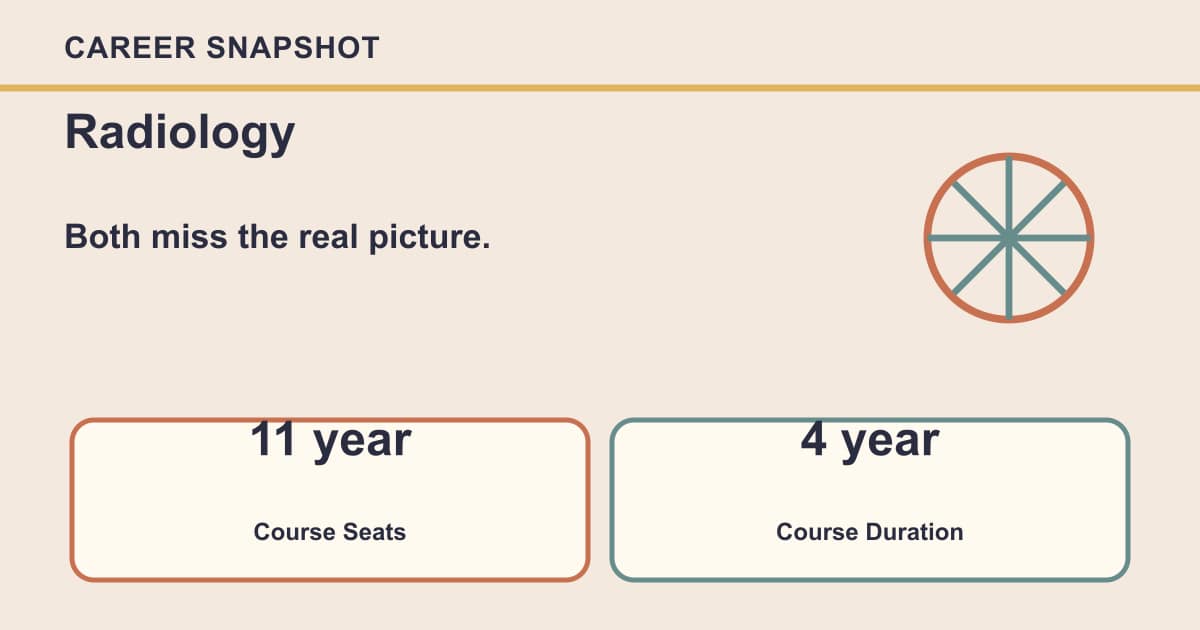 CAREER SNAPSHOT
Radiology
Both miss the real picture.
11 year
Course Seats
4 year
Course Duration